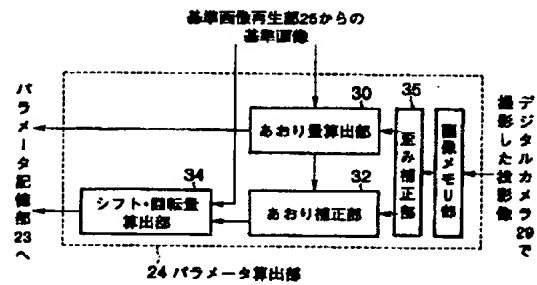 基準画像再生部26からの
基準画像
30
35
あおり量算出部
歪み補正部
画像メモリ部
34
32
シフト・回転量
算出部
あおり補正部
パラメータ記憶部23へ
デジタルカメラ29で
撮影した投影像
24 パラメータ算出部